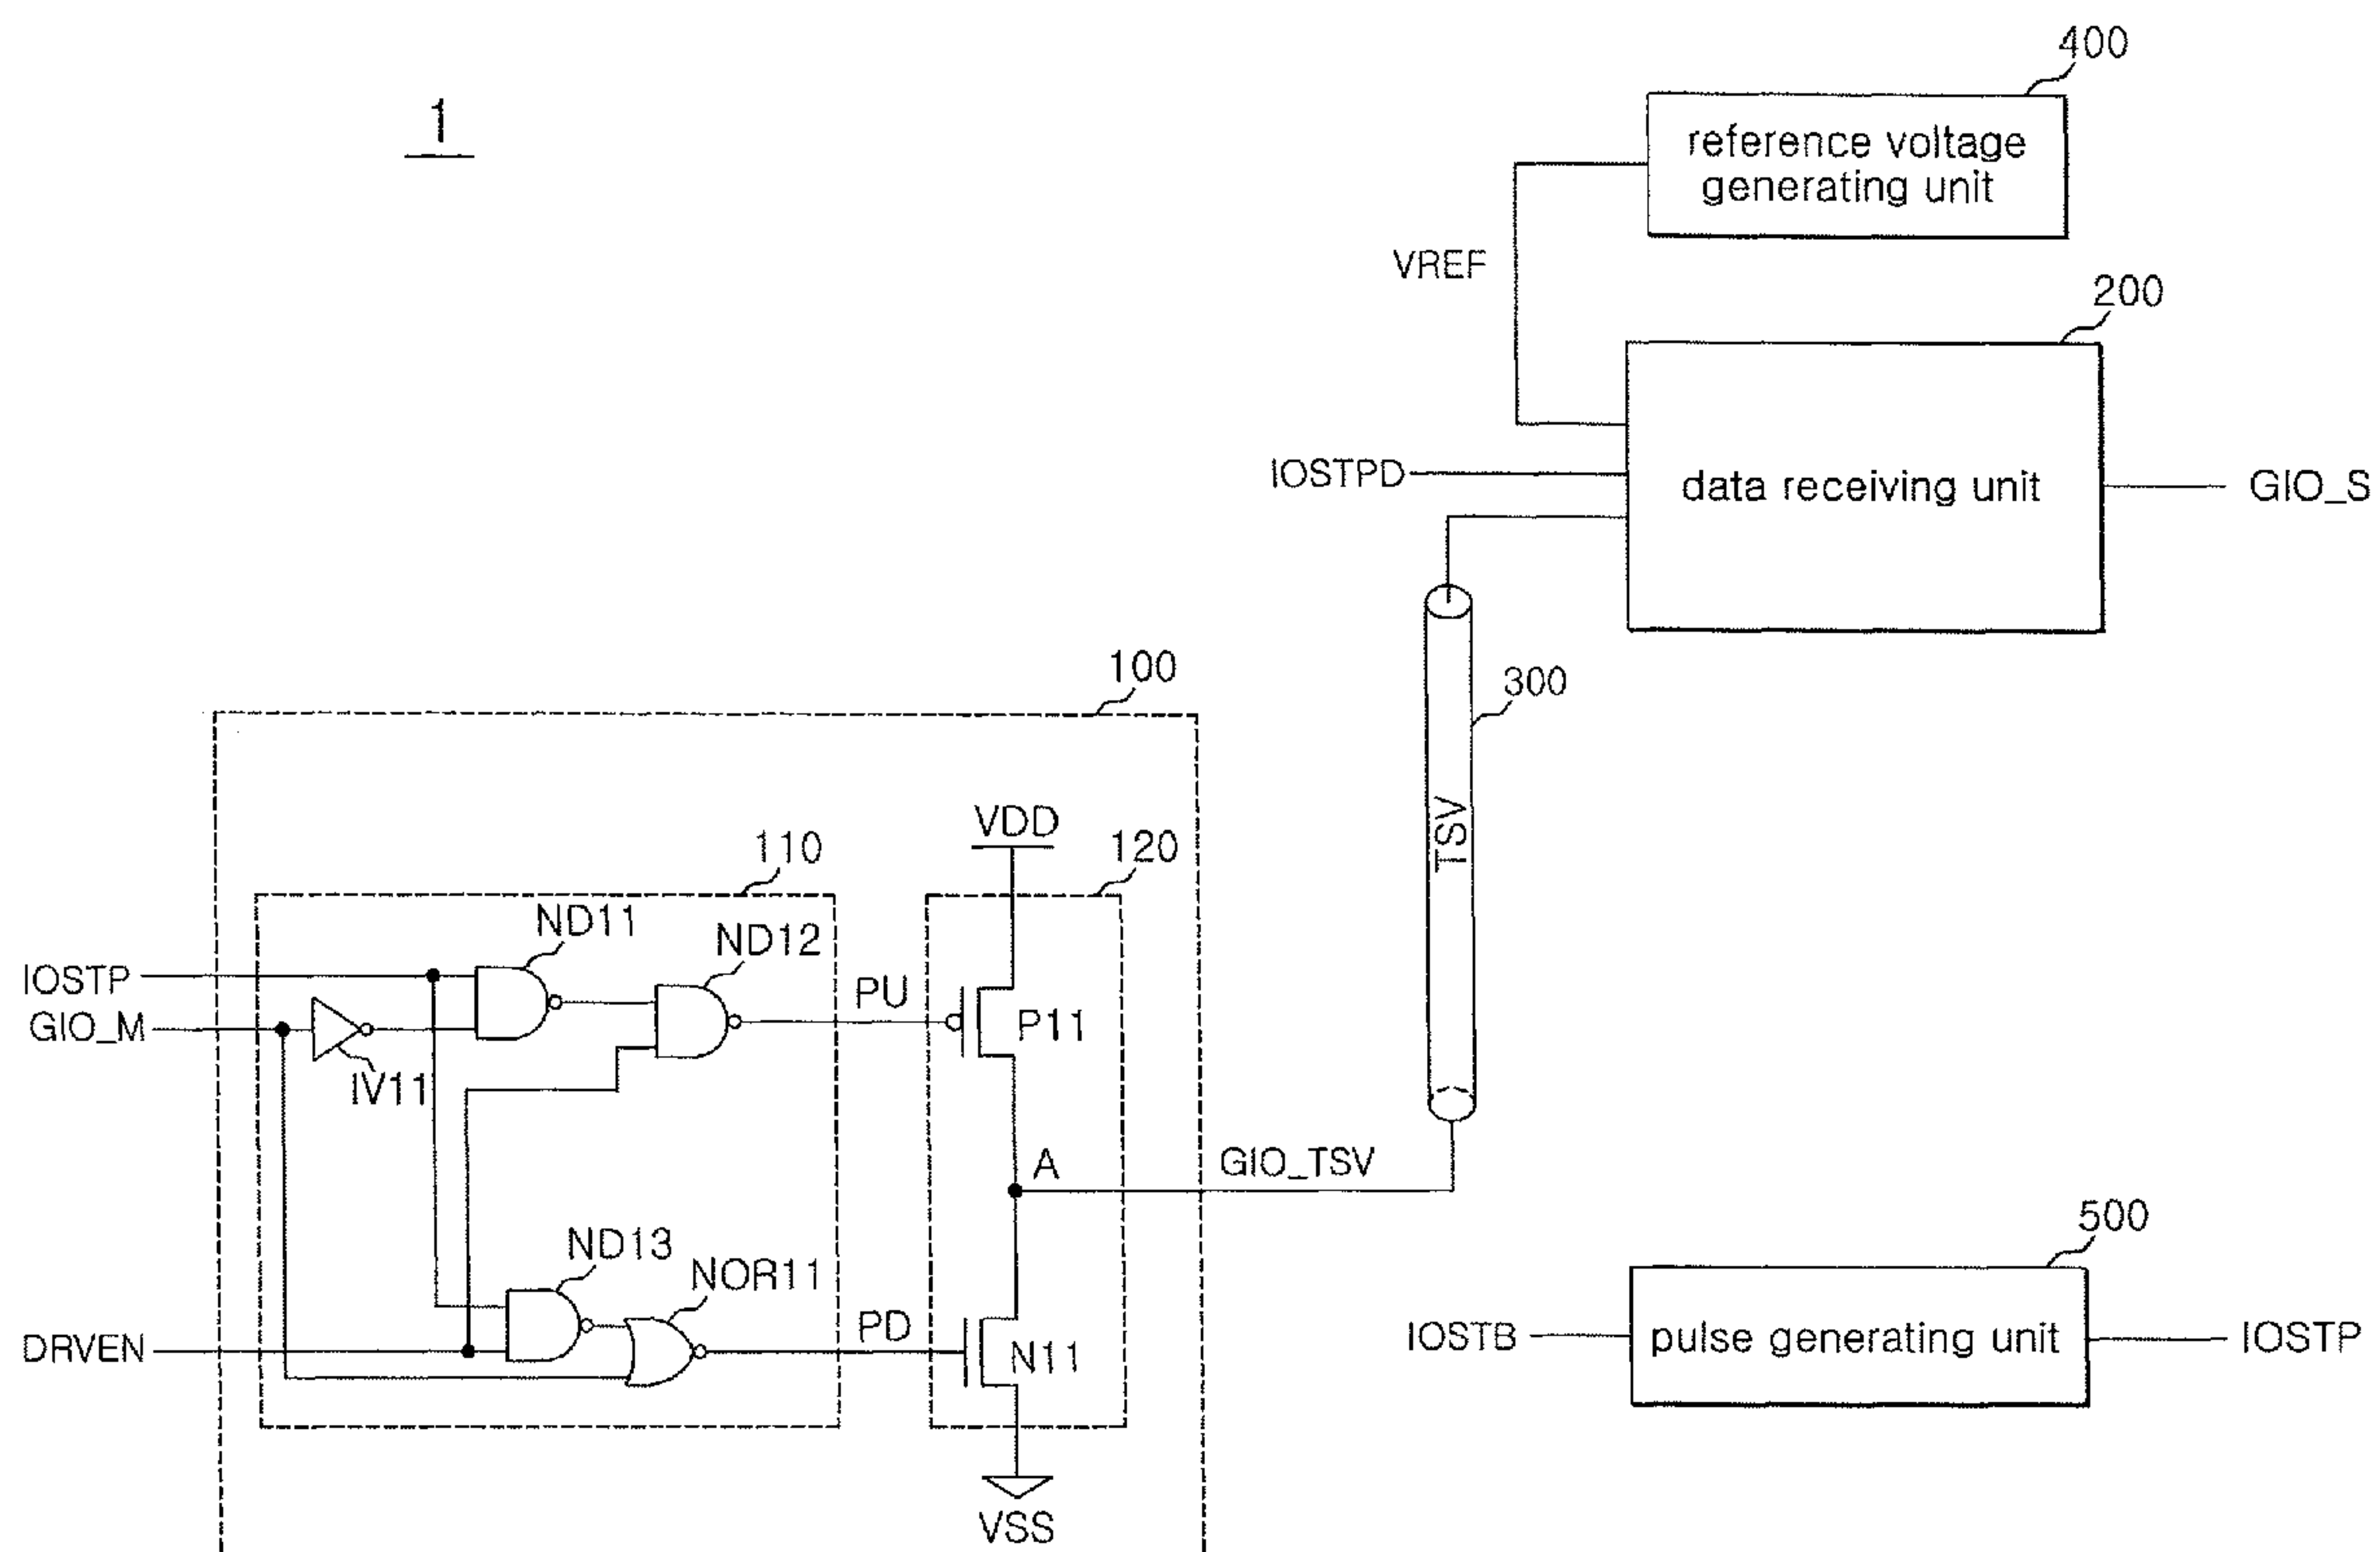 400
1
reference voltage
generating unit
VREF
200
IOSTPD
data receiving unit
GIO_S
100
300
TSV
VDD
110
120
ND11
ND12
IOSTP
PU
GIO_M
P11
IV11
A
GIO_TSV
500
ND13
NOR11
PD
IOSTB
pulse generating unit
IOSTP
DRVEN
N11
VSS